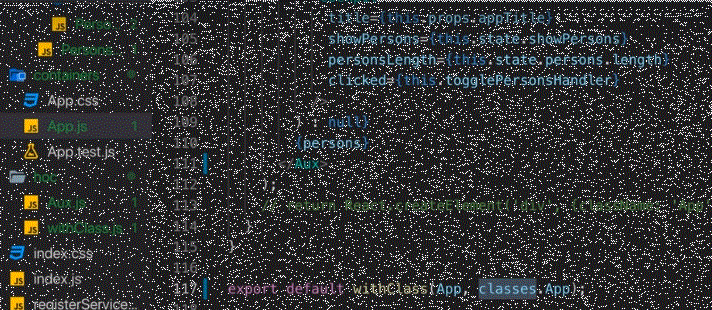 Persons 1
containers
App.css
App.js 1
App.test.js
hoc
Aux.js 1
withClass.js 1
index.css
index.js
registerService...
104 title={this.props.appTitle}
105 showPersons={this.state.showPersons}
106 personsLength={this.state.persons.length}
107 clicked={this.togglePersonsHandler}
108 />
109 ) : null}
110 {persons}
111 </Aux>
112 );
113 // return React.createElement('div', {className: 'App'
114 }
115 }
116
117 export default withClass(App, classes.App);